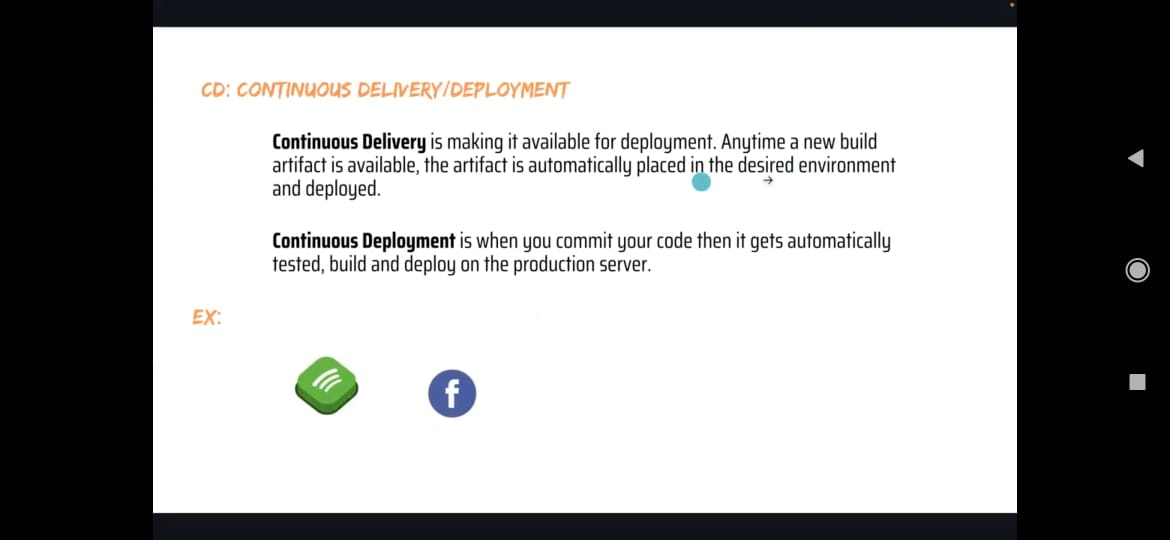 CD: CONTINUOUS DELIVERY/DEPLOYMENT
Continuous Delivery is making it available for deployment. Anytime a new build
artifact is available, the artifact is automatically placed in the desired environment
and deployed.
Continuous Deployment is when you commit your code then it gets automatically
tested, build and deploy on the production server.
EX:
f